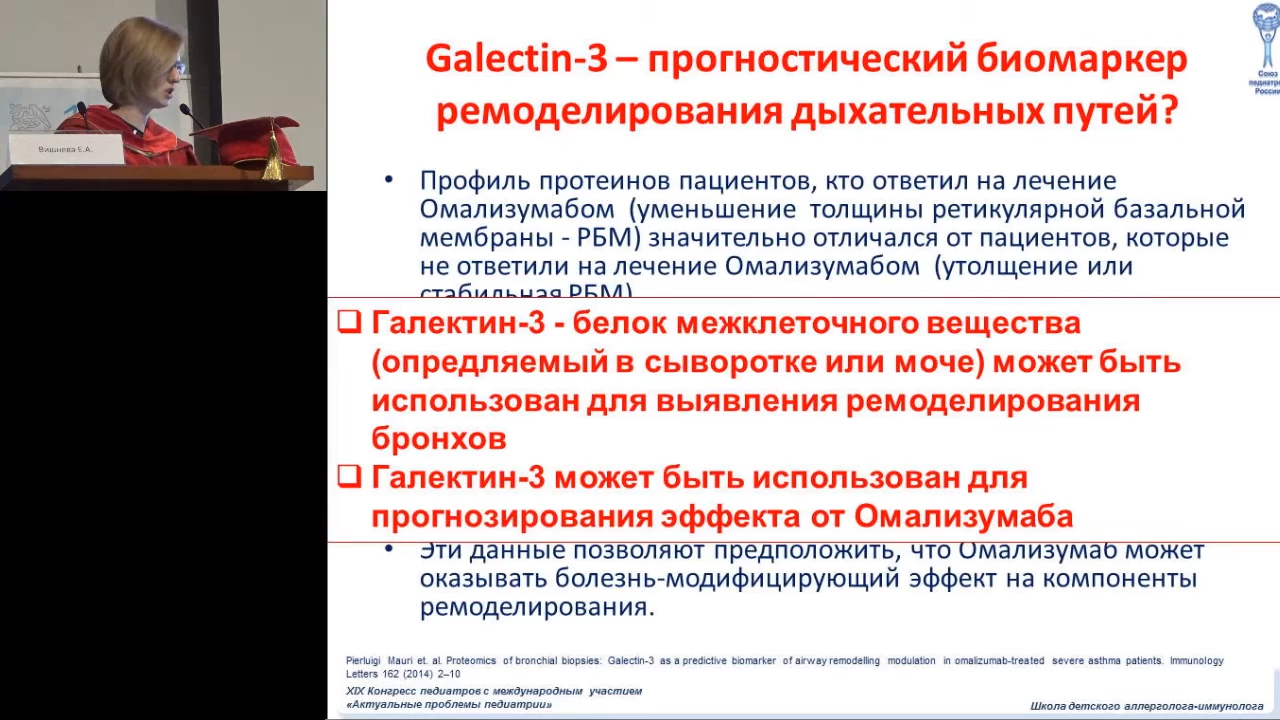 Вишнева Е.А.
Galectin-3 – прогностический биомаркер
ремоделирования дыхательных путей?
Союз
педиатров
России
• Профиль протеинов пациентов, кто ответил на лечение
Омализумабом (уменьшение толщины ретикулярной базальной
мембраны - РБМ) значительно отличался от пациентов, которые
не ответили на лечение Омализумабом (утолщение или
стабильная РБМ)
❑ Галектин-3 - белок межклеточного вещества
(опредляемый в сыворотке или моче) может быть
использован для выявления ремоделирования
бронхов
❑ Галектин-3 может быть использован для
прогнозирования эффекта от Омализумаба
• Эти данные позволяют предположить, что Омализумаб может
оказывать болезнь-модифицирующий эффект на компоненты
ремоделирования.
Pierluigi Mauri et. al. Proteomics of bronchial biopsies: Galectin-3 as a predictive biomarker of airway remodelling modulation in omalizumab-treated severe asthma patients. Immunology
Letters 162 (2014) 2–10
XIX Конгресс педиатров с международным участием
«Актуальные проблемы педиатрии»
Школа детского аллерголога-иммунолога